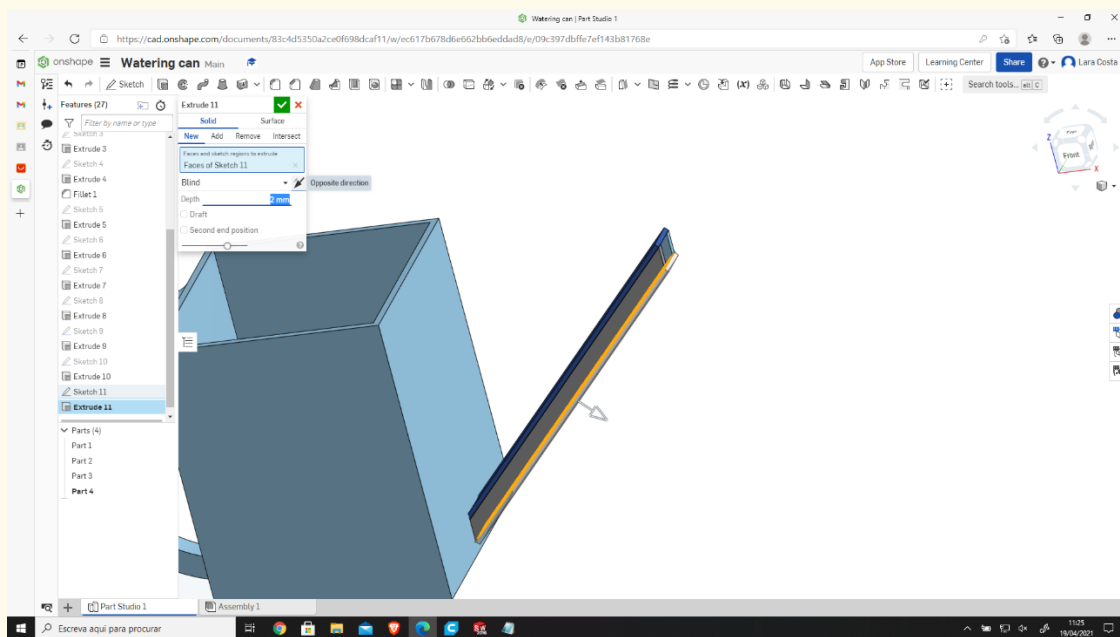 Watering can | Part Studio 1
https://cad.onshape.com/documents/83c4d5350a2ce0f698dcaf11/w/ec617b678d6e662bb6eddad8/e/09c397dbffe7ef143b81768e
onshape Watering can Main
App Store Learning Center Share Lara Costa
Sketch Search tools... alt C
Features (27)
Filter by name or type
Sketch 3
Extrude 3
Sketch 4
Extrude 4
Fillet 1
Sketch 5
Extrude 5
Sketch 6
Extrude 6
Sketch 7
Extrude 7
Sketch 8
Extrude 8
Sketch 9
Extrude 9
Sketch 10
Extrude 10
Sketch 11
Extrude 11
Parts (4)
Part 1
Part 2
Part 3
Part 4
Extrude 11
Solid Surface
New Add Remove Intersect
Faces and sketch regions to extrude
Faces of Sketch 11
Blind Opposite direction
Depth 2 mm
Draft
Second end position
Z
Front
X
Part Studio 1 Assembly 1
Escreva aqui para procurar
11:25
19/04/2021